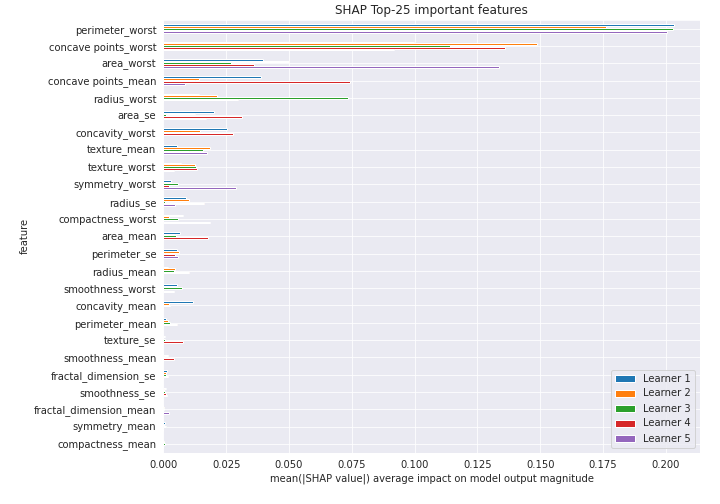 SHAP Top-25 important features
perimeter_worst
concave points_worst
area_worst
concave points_mean
radius_worst
area_se
concavity_worst
texture_mean
texture_worst
symmetry_worst
radius_se
compactness_worst
area_mean
perimeter_se
radius_mean
smoothness_worst
concavity_mean
perimeter_mean
texture_se
smoothness_mean
fractal_dimension_se
smoothness_se
fractal_dimension_mean
symmetry_mean
compactness_mean
feature
Learner 1
Learner 2
Learner 3
Learner 4
Learner 5
0.000 0.025 0.050 0.075 0.100 0.125 0.150 0.175 0.200
mean(|SHAP value|) average impact on model output magnitude